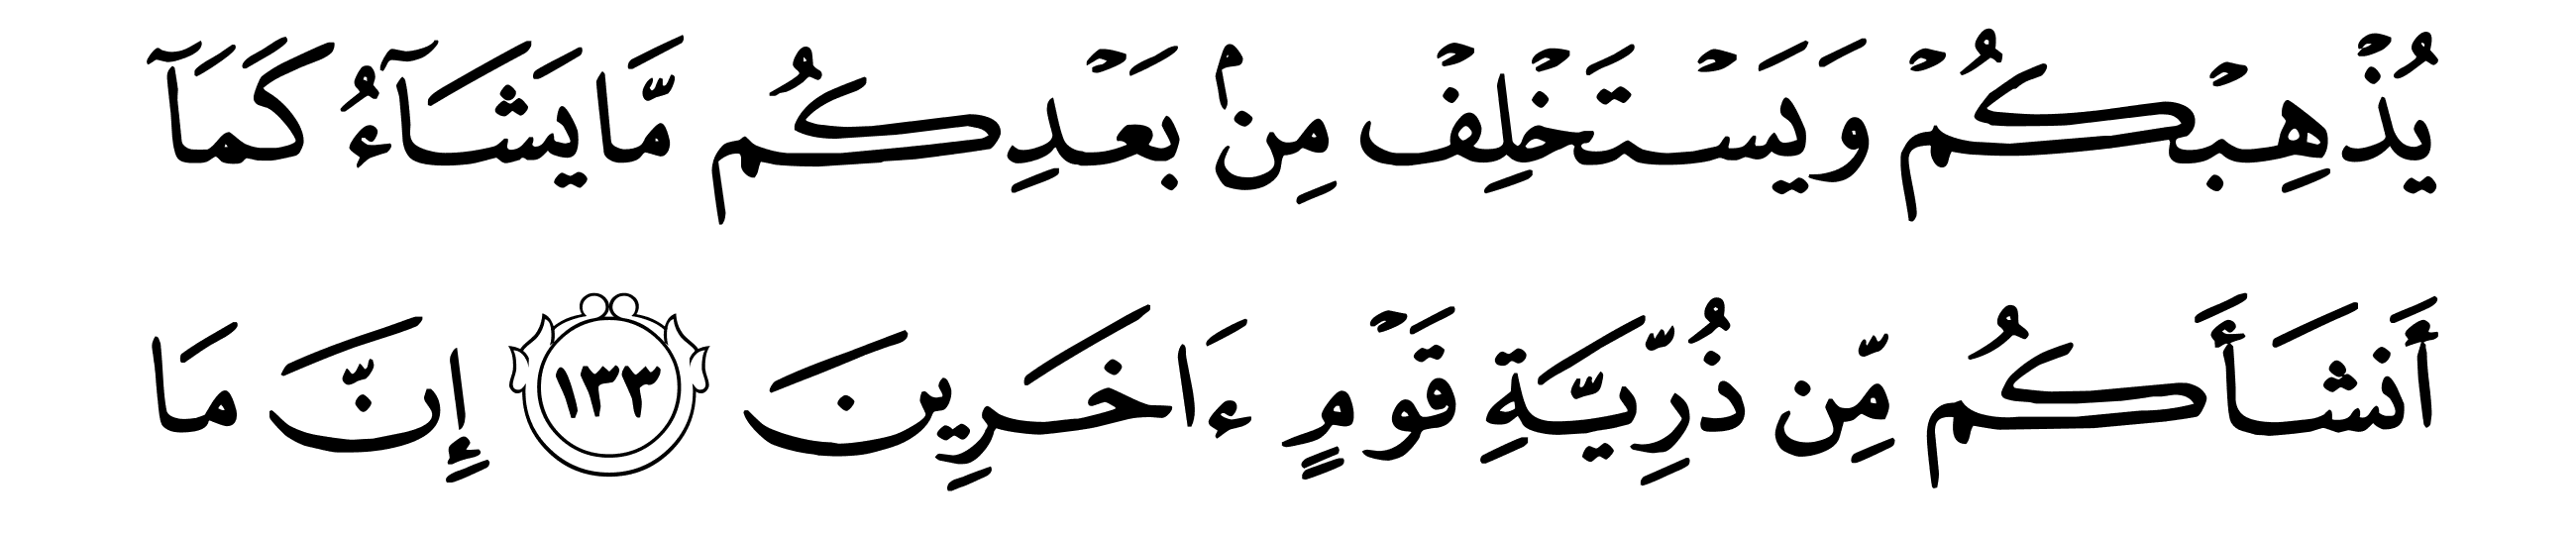 يُذْهِبْكُمْ وَيَسْتَخْلِفْ مِنۢ بَعْدِكُم مَّا يَشَآءُ كَمَآ
أَنشَأَكُم مِّن ذُرِّيَّةِ قَوْمٍ ءَاخَرِينَ ١٣٣ إِنَّ مَا